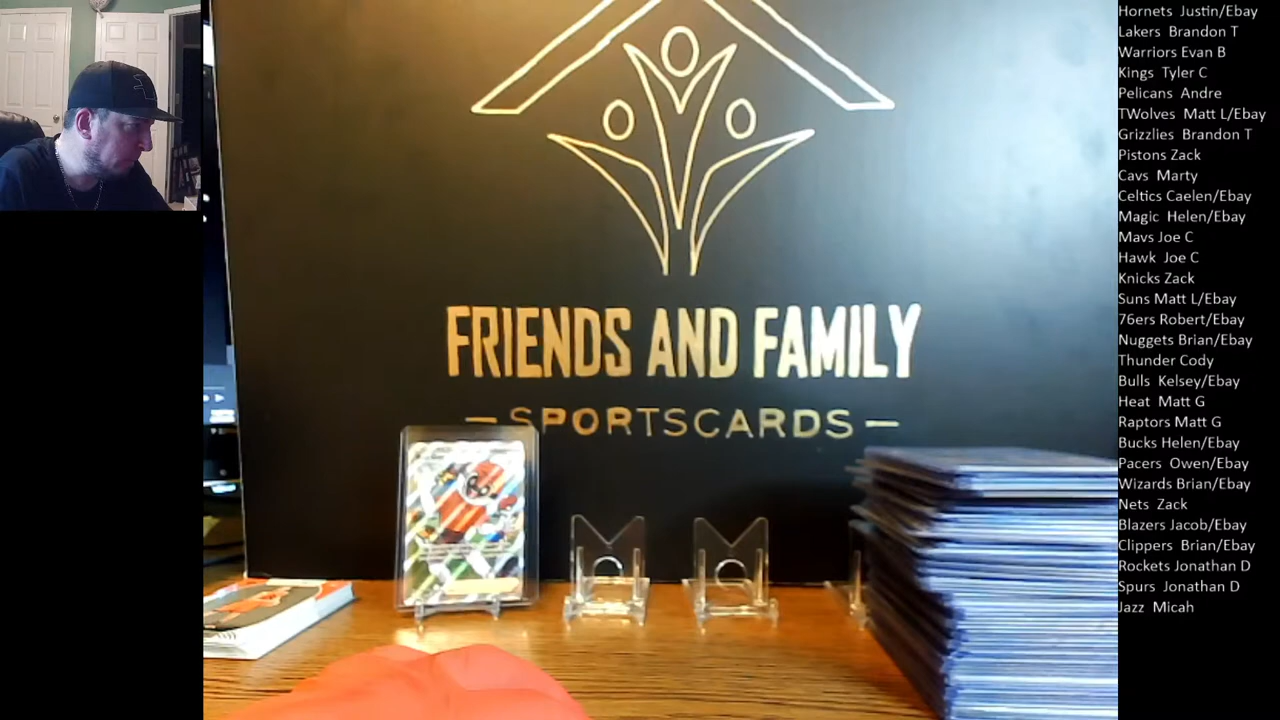 Hornets Justin/Ebay
Lakers Brandon T
Warriors Evan B
Kings Tyler C
Pelicans Andre
TWolves Matt L/Ebay
Grizzlies Brandon T
Pistons Zack
Cavs Marty
Celtics Caelen/Ebay
Magic Helen/Ebay
Mavs Joe C
Hawk Joe C
Knicks Zack
Suns Matt L/Ebay
76ers Robert/Ebay
Nuggets Brian/Ebay
Thunder Cody
Bulls Kelsey/Ebay
Heat Matt G
Raptors Matt G
Bucks Helen/Ebay
Pacers Owen/Ebay
Wizards Brian/Ebay
Nets Zack
Blazers Jacob/Ebay
Clippers Brian/Ebay
Rockets Jonathan D
Spurs Jonathan D
Jazz Micah
FRIENDS AND FAMILY
SPORTSCARDS